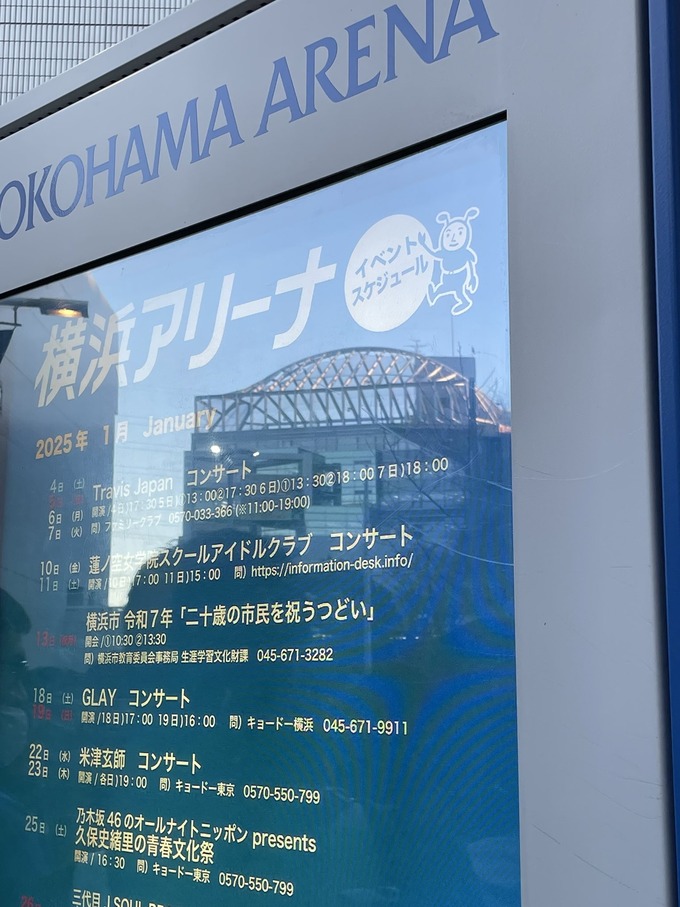 OKOHAMA ARENA
横浜アリーナ
イベント
スケジュール
2025年 1月 January
4日 (土) Travis Japan コンサート
6日 (月) 開演/4日)17:30 5日)①13:00②17:30 6日)①13:30②18:00 7日)18:00
7日 (火) 問) ファミリークラブ 0570-033-366 (※11:00-19:00)
10日 (金) 蓮ノ空女学院スクールアイドルクラブ コンサート
11日 (土) 開演/10日)17:00 11日)15:00 問) https://information-desk.info/
横浜市 令和7年「二十歳の市民を祝うつどい」
13日 開会/①10:30 ②13:30
問) 横浜市教育委員会事務局 生涯学習文化財課 045-671-3282
18日 (土) GLAY コンサート
19日 (日) 開演/18日)17:00 19日)16:00 問) キョードー横浜 045-671-9911
22日 (水) 米津玄師 コンサート
23日 (木) 開演/各日)19:00 問) キョードー東京 0570-550-799
25日 (土) 乃木坂46のオールナイトニッポン presents
久保史緒里の青春文化祭
開演/16:30 問) キョードー東京 0570-550-799
26日 三代目 J SOUL